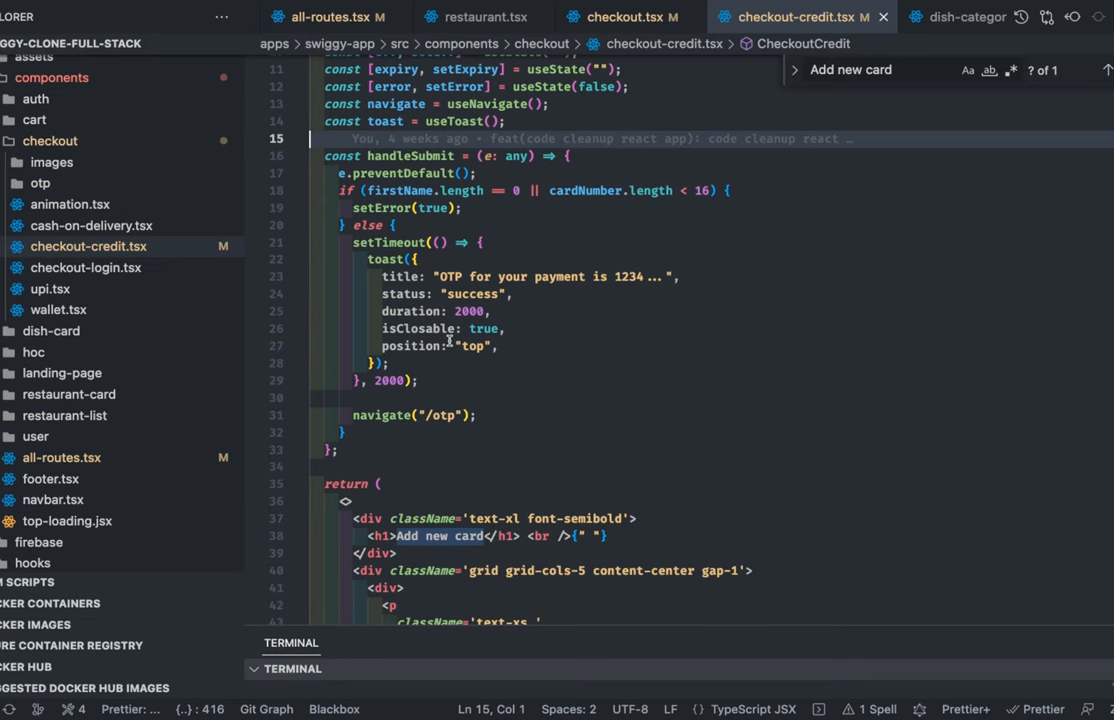 LORER
GGY-CLONE-FULL-STACK
assets
components
auth
cart
checkout
images
otp
animation.tsx
cash-on-delivery.tsx
checkout-credit.tsx M
checkout-login.tsx
upi.tsx
wallet.tsx
dish-card
hoc
landing-page
restaurant-card
restaurant-list
user
all-routes.tsx M
footer.tsx
navbar.tsx
top-loading.jsx
firebase
hooks
M SCRIPTS
CKER CONTAINERS
CKER IMAGES
URE CONTAINER REGISTRY
CKER HUB
GGESTED DOCKER HUB IMAGES
all-routes.tsx M restaurant.tsx checkout.tsx M checkout-credit.tsx M dish-categor
apps > swiggy-app > src > components > checkout > checkout-credit.tsx > CheckoutCredit
Add new card Aa ab .* ? of 1
11 const [expiry, setExpiry] = useState("");
12 const [error, setError] = useState(false);
13 const navigate = useNavigate();
14 const toast = useToast();
15 You, 4 weeks ago • feat(code cleanup react app): code cleanup react …
16 const handleSubmit = (e: any) => {
17 e.preventDefault();
18 if (firstName.length == 0 || cardNumber.length < 16) {
19 setError(true);
20 } else {
21 setTimeout(() => {
22 toast({
23 title: "OTP for your payment is 1234...",
24 status: "success",
25 duration: 2000,
26 isClosable: true,
27 position: "top",
28 });
29 }, 2000);
30
31 navigate("/otp");
32 }
33 };
34
35 return (
36 <>
37 <div className='text-xl font-semibold'>
38 <h1>Add new card</h1> <br />{" "}
39 </div>
40 <div className='grid grid-cols-5 content-center gap-1'>
41 <div>
42 <p
43 className='text-xs
TERMINAL
TERMINAL
4 Prettier: ... {..} : 416 Git Graph Blackbox Ln 15, Col 1 Spaces: 2 UTF-8 LF {} TypeScript JSX 1 Spell Prettier+ Prettier